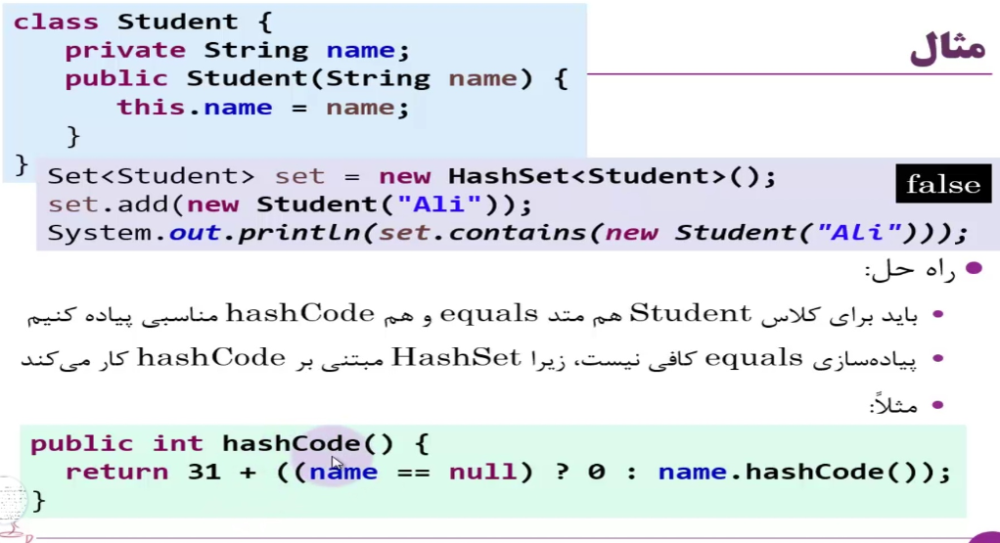 مثال
class Student {
private String name;
public Student(String name) {
this.name = name;
}
}
Set<Student> set = new HashSet<Student>();
set.add(new Student("Ali"));
System.out.println(set.contains(new Student("Ali")));
false
راه حل:
باید برای کلاس Student هم متد equals و هم hashCode مناسبی پیاده کنیم
پیاده‌سازی equals کافی نیست، زیرا HashSet مبتنی بر hashCode کار می‌کند
مثلاً:
public int hashCode() {
return 31 + ((name == null) ? 0 : name.hashCode());
}